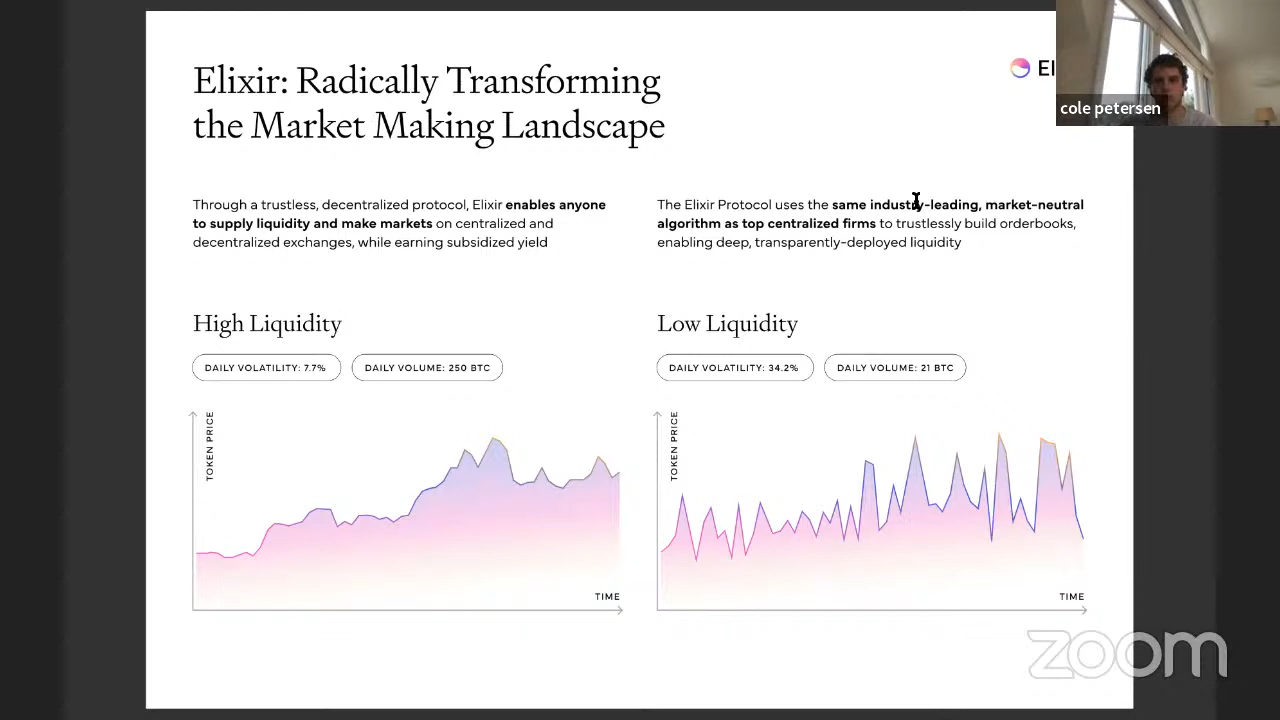 Elixir: Radically Transforming
the Market Making Landscape
El
cole petersen
Through a trustless, decentralized protocol, Elixir enables anyone
to supply liquidity and make markets on centralized and
decentralized exchanges, while earning subsidized yield
The Elixir Protocol uses the same industry-leading, market-neutral
algorithm as top centralized firms to trustlessly build orderbooks,
enabling deep, transparently-deployed liquidity
High Liquidity
DAILY VOLATILITY: 7.7%
DAILY VOLUME: 250 BTC
TOKEN PRICE
TIME
Low Liquidity
DAILY VOLATILITY: 34.2%
DAILY VOLUME: 21 BTC
TOKEN PRICE
TIME
zoom